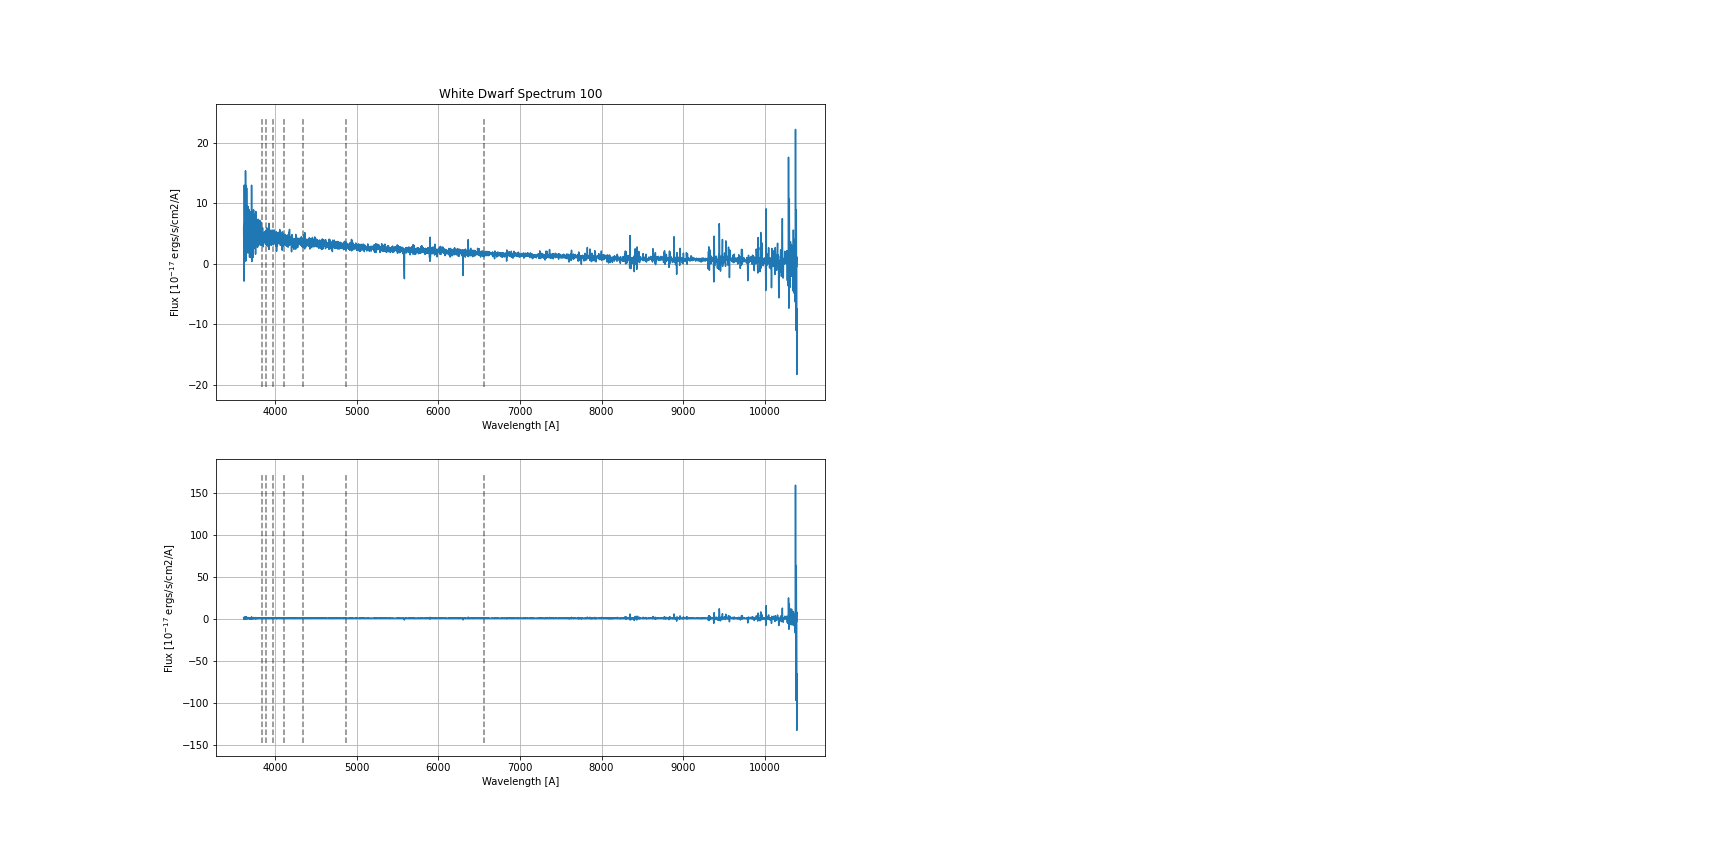 White Dwarf Spectrum 100
20
10
0
−10
−20
Flux [10⁻¹⁷ ergs/s/cm2/A]
4000 5000 6000 7000 8000 9000 10000
Wavelength [A]
150
100
50
0
−50
−100
−150
Flux [10⁻¹⁷ ergs/s/cm2/A]
4000 5000 6000 7000 8000 9000 10000
Wavelength [A]